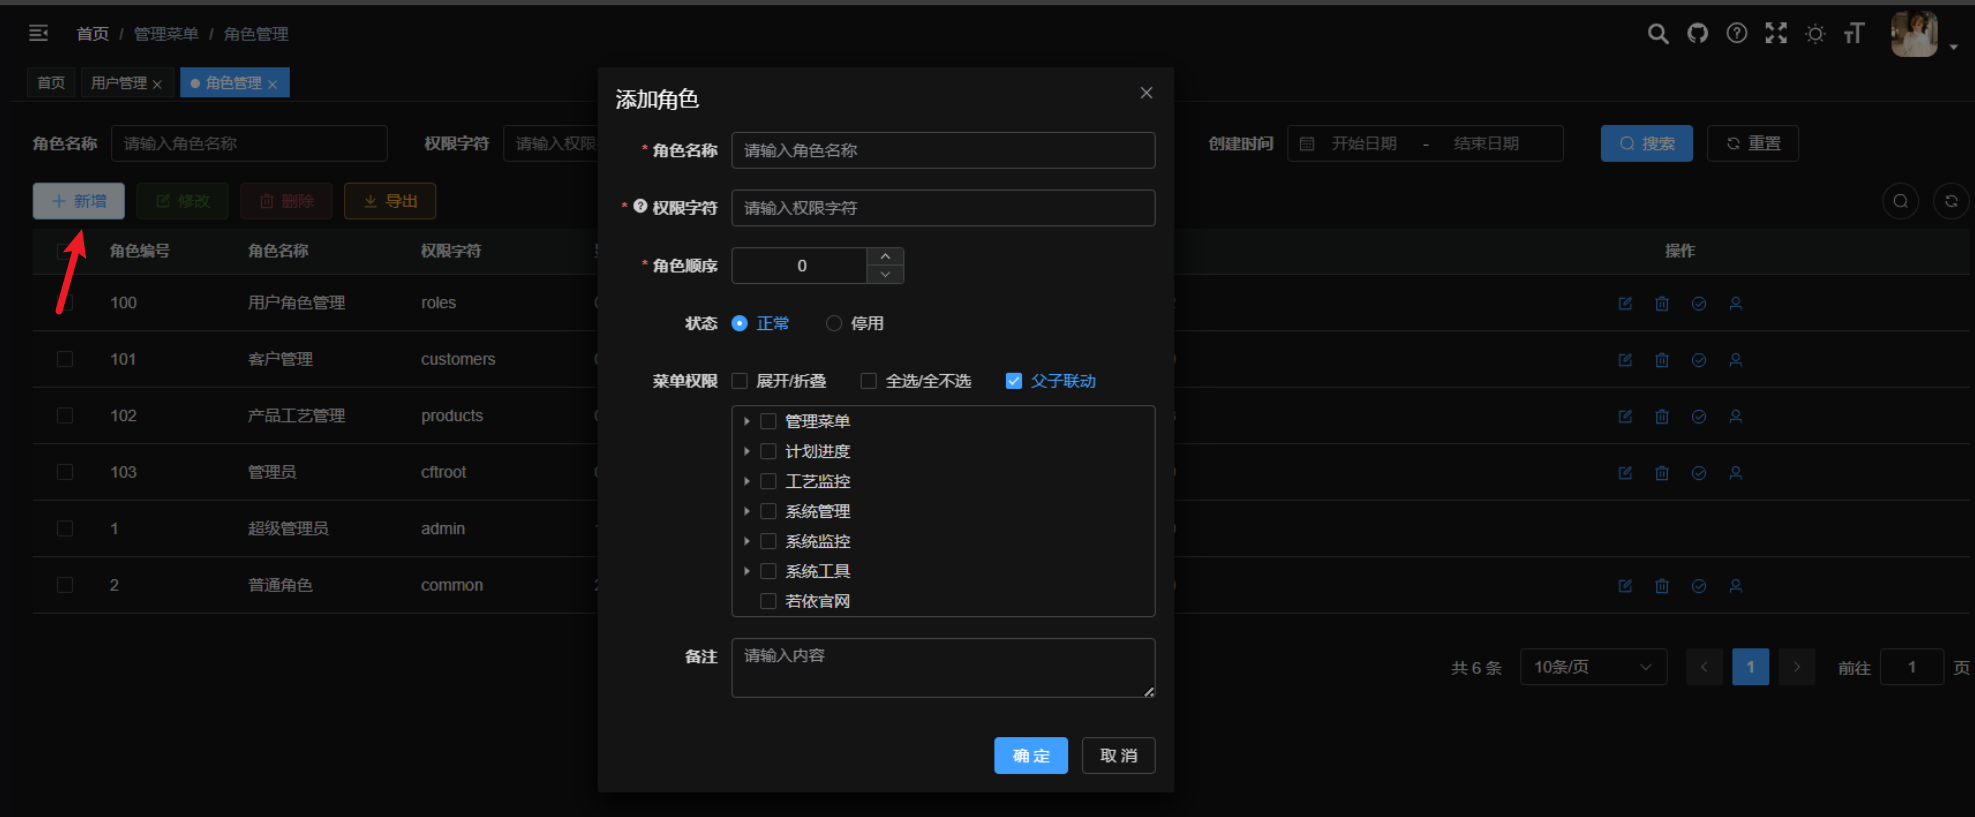 首页 / 管理菜单 / 角色管理
首页 用户管理 × 角色管理 ×
添加角色
角色名称 请输入角色名称 权限字符 请输入权限 创建时间 开始日期 - 结束日期 搜索 重置
* 角色名称 请输入角色名称
+ 新增 修改 删除 导出
* 权限字符 请输入权限字符
角色编号 角色名称 权限字符 操作
* 角色顺序 0
100 用户角色管理 roles
状态 正常 停用
101 客户管理 customers
菜单权限 展开/折叠 全选/全不选 父子联动
102 产品工艺管理 products
管理菜单
计划进度
103 管理员 cftroot
工艺监控
系统管理
1 超级管理员 admin
系统监控
系统工具
2 普通角色 common
若依官网
备注 请输入内容
共 6 条 10条/页 1 前往 1 页
确 定 取 消